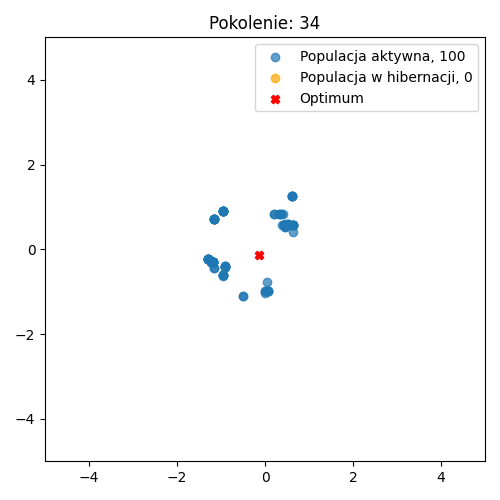 Pokolenie: 34
Populacja aktywna, 100
Populacja w hibernacji, 0
Optimum
4
2
0
−2
−4
−4 −2 0 2 4